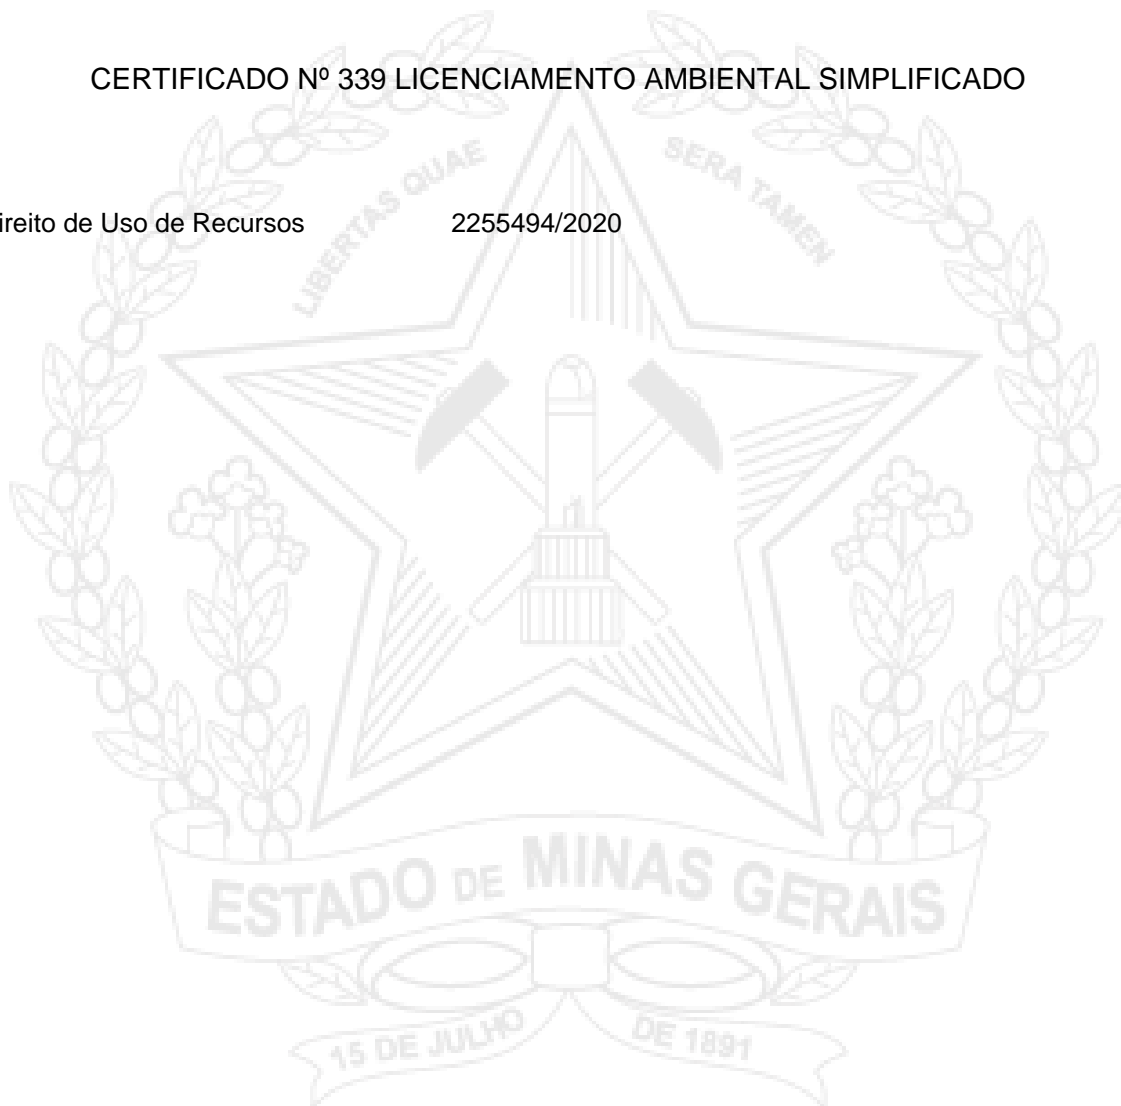 CERTIFICADO Nº 339 LICENCIAMENTO AMBIENTAL SIMPLIFICADO
LIBERTAS QUAE SERA TAMEN
ireito de Uso de Recursos 2255494/2020
ESTADO DE MINAS GERAIS
15 DE JULHO DE 1891